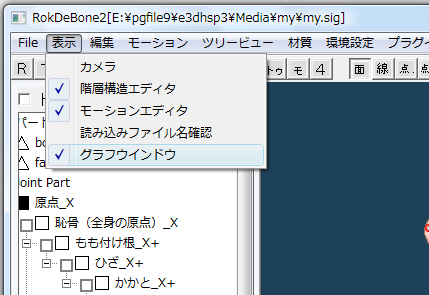 RokDeBone2[E:¥pgfile9¥e3dhsp3¥Media¥my¥my.sig]
File 表示 編集 モーション ツリービュー 材質 環境設定 プラグイ
R T トゥ モ 4 面 線 点 点
カメラ
階層構造エディタ
モーションエディタ
読み込みファイル名確認
グラフウインドウ
パート
bo
fa
Joint Part
原点_X
恥骨（全身の原点）_X
もも付け根_X+
ひざ_X+
かかと_X+